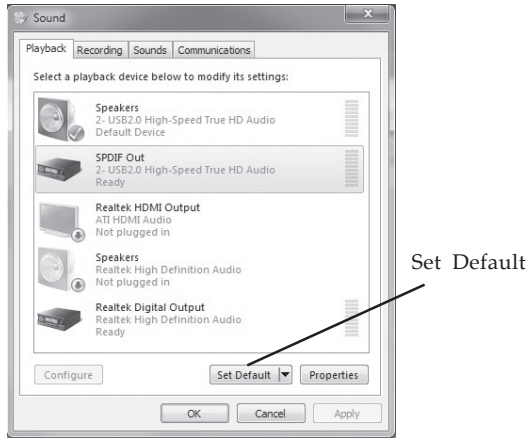 Sound
Playback Recording Sounds Communications
Select a playback device below to modify its settings:
Speakers
2- USB2.0 High-Speed True HD Audio
Default Device
SPDIF Out
2- USB2.0 High-Speed True HD Audio
Ready
Realtek HDMI Output
ATI HDMI Audio
Not plugged in
Speakers
Realtek High Definition Audio
Not plugged in
Realtek Digital Output
Realtek High Definition Audio
Ready
Set Default
Configure Set Default Properties
OK Cancel Apply